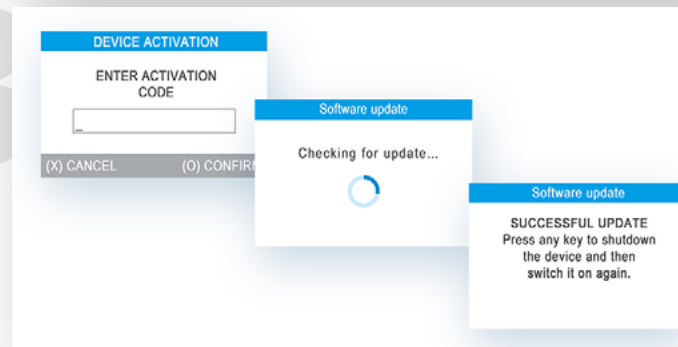 DEVICE ACTIVATION
ENTER ACTIVATION
CODE
_
(X) CANCEL (O) CONFIRM
Software update
Checking for update...
Software update
SUCCESSFUL UPDATE
Press any key to shutdown
the device and then
switch it on again.